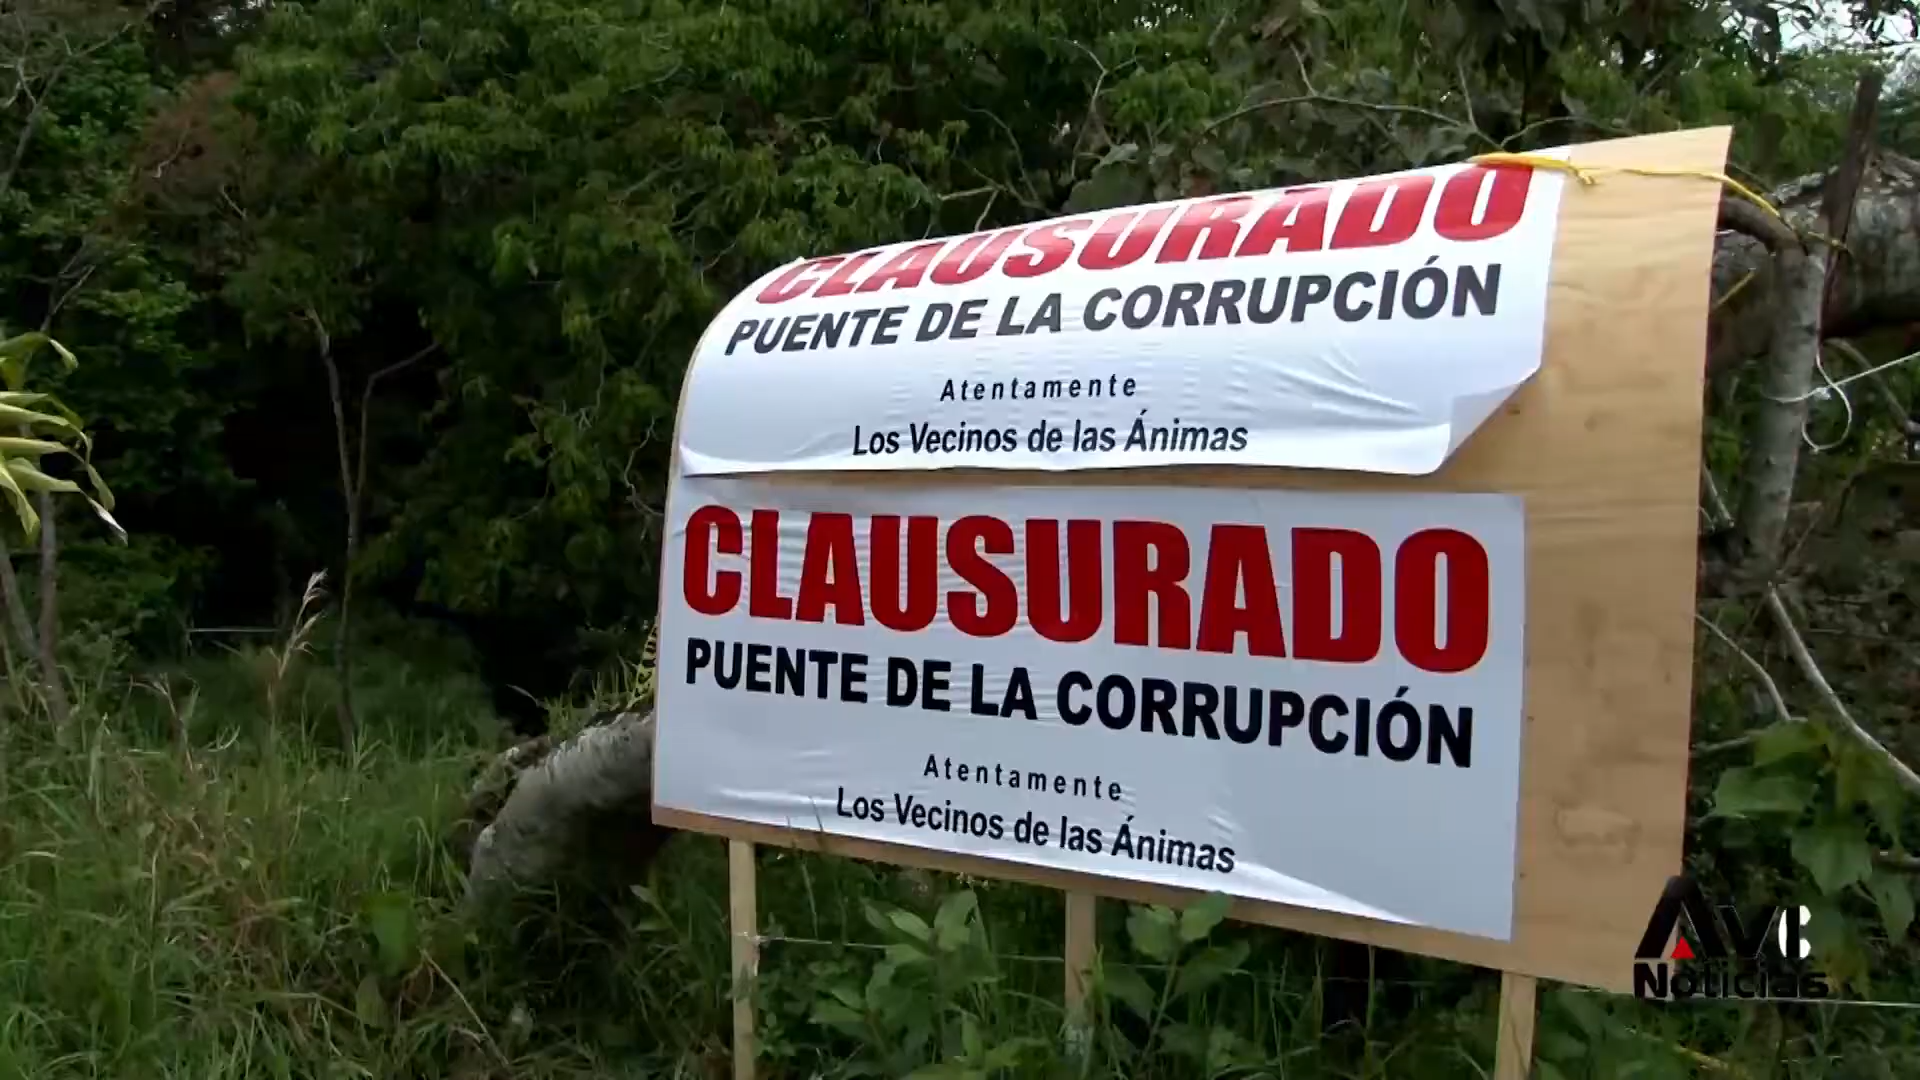 CLAUSURADO
PUENTE DE LA CORRUPCIÓN
Atentamente
Los Vecinos de las Ánimas
CLAUSURADO
PUENTE DE LA CORRUPCIÓN
Atentamente
Los Vecinos de las Ánimas
AVC
Noticias